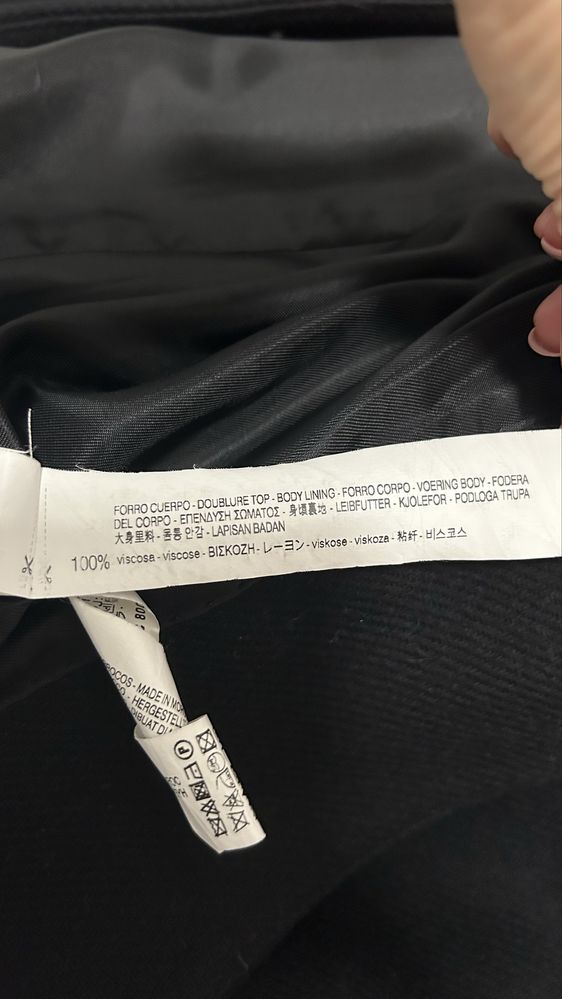 FORRO CUERPO - DOUBLURE TOP - BODY LINING - FORRO CORPO - VOERING BODY - FODERA
DEL CORPO - ΕΠΕΝΔΥΣΗ ΣΩΜΑΤΟΣ - 身頃裏地 - LEIBFUTTER - KJOLEFOR - PODLOGA TRUPA
大身里料 - 몸통 안감 - LAPISAN BADAN
100% viscosa - viscose - ΒΙΣΚΟΖΗ - レーヨン - viskose - viskoza - 粘纤 - 비스코스
MADE IN
P